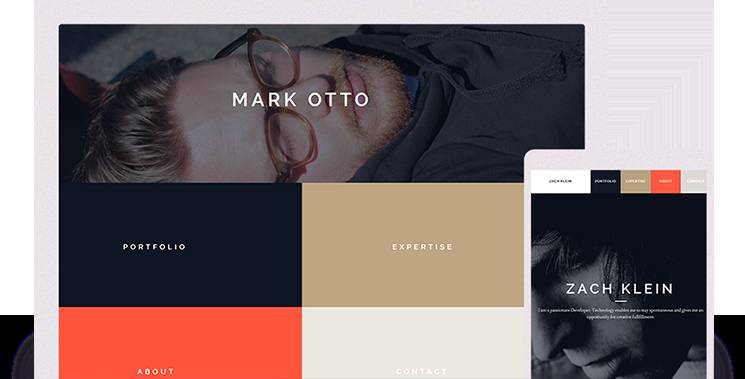 MARK OTTO
PORTFOLIO
EXPERTISE
ABOUT
CONTACT
ZACH KLEIN
PORTFOLIO
EXPERTISE
ABOUT
CONTACT
ZACH KLEIN
I am a passionate Developer. Technology enables me to stay spontaneous and gives me an
opportunity for creative fulfillment.